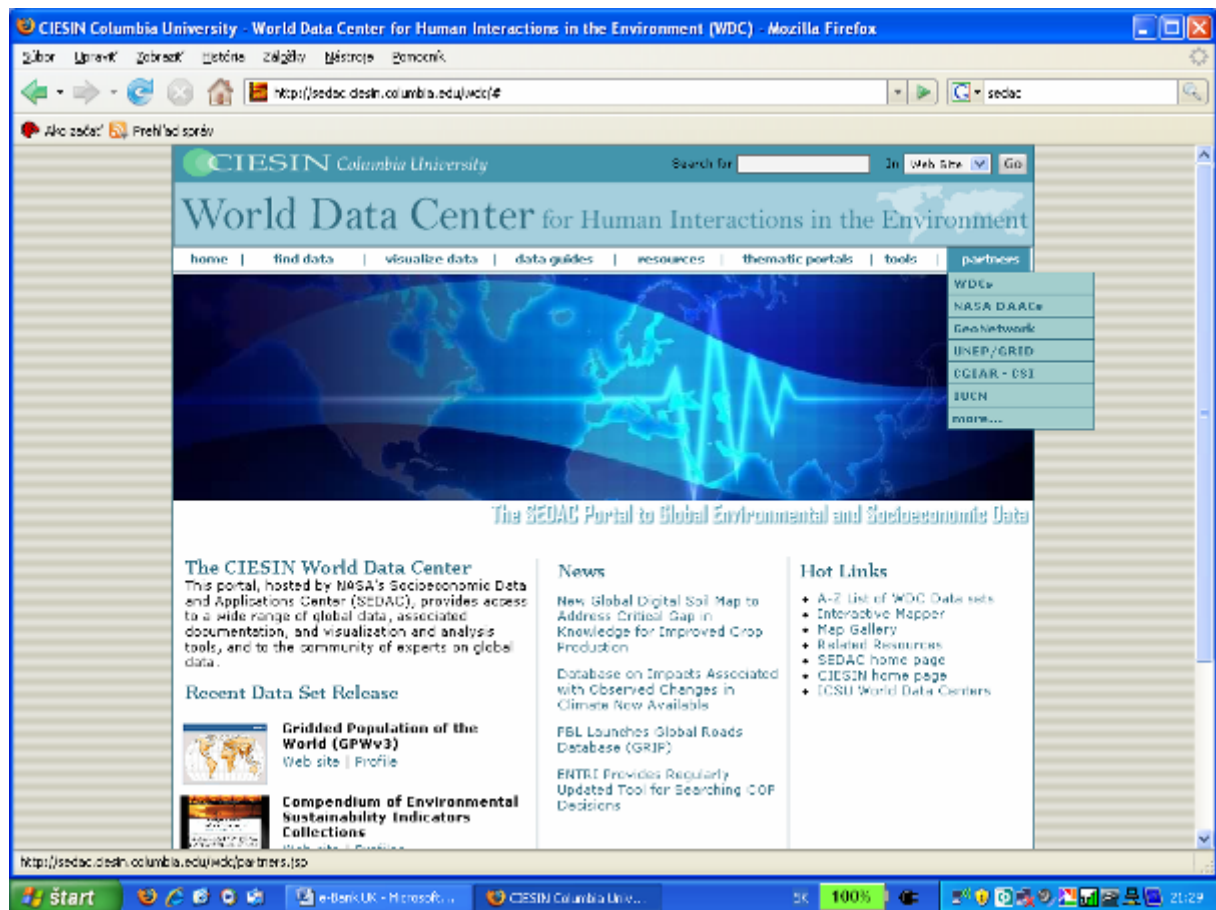 CIESIN Columbia University - World Data Center for Human Interactions in the Environment (WDC) - Mozilla Firefox
Súbor Upraviť Zobraziť História Záložky Nástroje Pomocník
http://sedac.ciesin.columbia.edu/wdc/# sedac
Ako začať Prehľad správ
CIESIN Columbia University Search for In Web Site Go
World Data Center for Human Interactions in the Environment
home | find data | visualize data | data guides | resources | thematic portals | tools | partners
WDCs
NASA DAACs
GeoNetwork
UNEP/GRID
CGIAR - CSI
IUCN
more...
The SEDAC Portal to Global Environmental and Socioeconomic Data
The CIESIN World Data Center
This portal, hosted by NASA's Socioeconomic Data
and Applications Center (SEDAC), provides access
to a wide range of global data, associated
documentation, and visualization and analysis
tools, and to the community of experts on global
data.
Recent Data Set Release
Gridded Population of the
World (GPWv3)
Web site | Profile
Compendium of Environmental
Sustainability Indicators
Collections
Web site | Profiles
News
New Global Digital Soil Map to
Address Critical Gap in
Knowledge for Improved Crop
Production
Database on Impacts Associated
with Observed Changes in
Climate Now Available
PBL Launches Global Roads
Database (GRIP)
ENTRI Provides Regularly
Updated Tool for Searching COP
Decisions
Hot Links
• A-Z List of WDC Data sets
• Interactive Mapper
• Map Gallery
• Related Resources
• SEDAC home page
• CIESIN home page
• ICSU World Data Centers
http://sedac.ciesin.columbia.edu/wdc/partners.jsp
štart e-Bank UK - Microsoft... CIESIN Columbia Univ... SK 100% 21:29